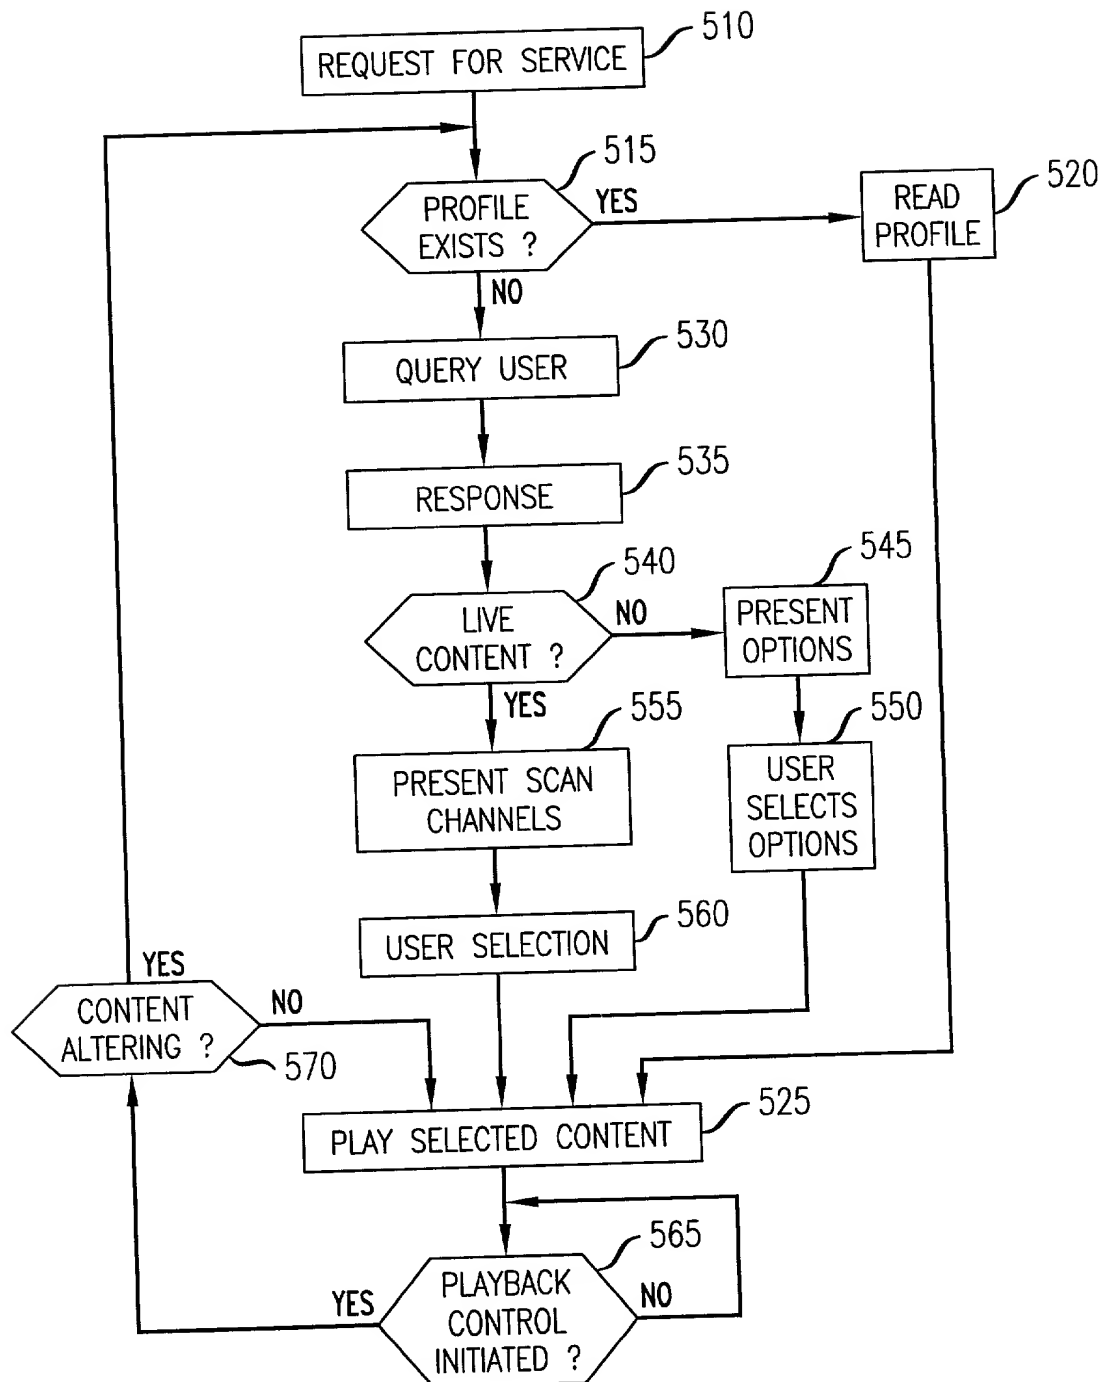 510
REQUEST FOR SERVICE
515
PROFILE
EXISTS ?
YES
520
READ
PROFILE
NO
530
QUERY USER
535
RESPONSE
540
LIVE
CONTENT ?
NO
545
PRESENT
OPTIONS
YES
555
PRESENT SCAN
CHANNELS
550
USER
SELECTS
OPTIONS
560
USER SELECTION
YES
CONTENT
ALTERING ?
570
NO
525
PLAY SELECTED CONTENT
565
PLAYBACK
CONTROL
INITIATED ?
YES
NO